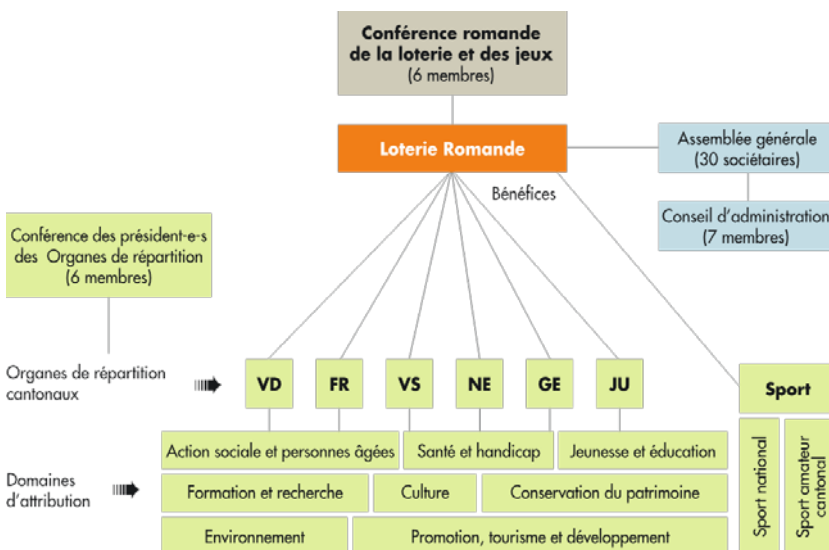 Conférence romande
de la loterie et des jeux
(6 membres)
Loterie Romande
Assemblée générale
(30 sociétaires)
Bénéfices
Conseil d'administration
(7 membres)
Conférence des président-e-s
des Organes de répartition
(6 membres)
Organes de répartition
cantonaux
VD
FR
VS
NE
GE
JU
Sport
Action sociale et personnes âgées
Santé et handicap
Jeunesse et éducation
Domaines
d'attribution
Formation et recherche
Culture
Conservation du patrimoine
Environnement
Promotion, tourisme et développement
Sport national
Sport amateur
cantonal